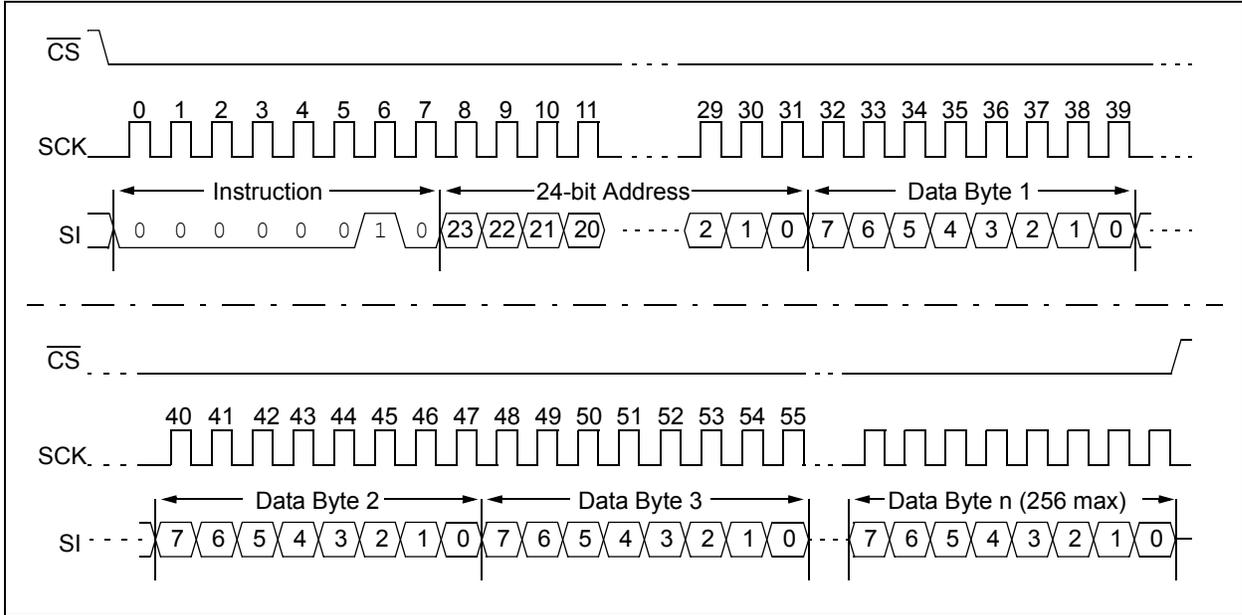 CS
0 1 2 3 4 5 6 7 8 9 10 11 29 30 31 32 33 34 35 36 37 38 39
SCK
Instruction 24-bit Address Data Byte 1
SI 0 0 0 0 0 0 1 0 23 22 21 20 2 1 0 7 6 5 4 3 2 1 0
CS
40 41 42 43 44 45 46 47 48 49 50 51 52 53 54 55
SCK
Data Byte 2 Data Byte 3 Data Byte n (256 max)
SI 7 6 5 4 3 2 1 0 7 6 5 4 3 2 1 0 7 6 5 4 3 2 1 0